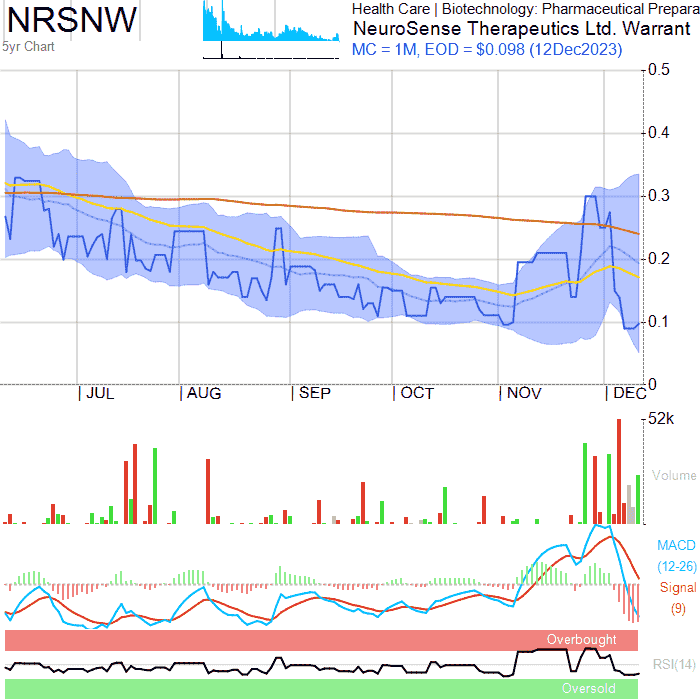 NRSNW
5yr Chart
Health Care | Biotechnology: Pharmaceutical Prepara
NeuroSense Therapeutics Ltd. Warrant
MC = 1M, EOD = $0.098 (12Dec2023)
0.5
0.4
0.3
0.2
0.1
0
| JUL | AUG | SEP | OCT | NOV | DEC
52k
Volume
MACD
(12-26)
Signal
(9)
Overbought
RSI(14)
Oversold